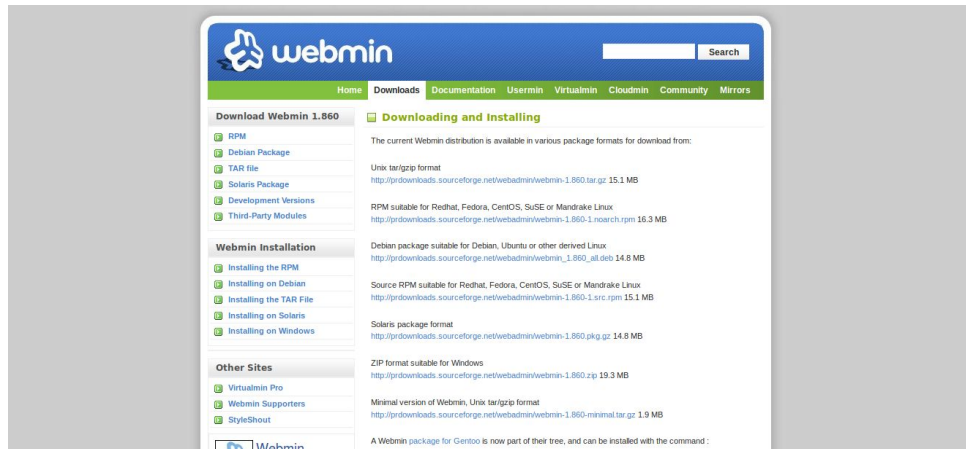 webmin
Search
Home Downloads Documentation Usermin Virtualmin Cloudmin Community Mirrors
Download Webmin 1.860
RPM
Debian Package
TAR file
Solaris Package
Development Versions
Third-Party Modules
Webmin Installation
Installing the RPM
Installing on Debian
Installing the TAR File
Installing on Solaris
Installing on Windows
Other Sites
Virtualmin Pro
Webmin Supporters
StyleShout
Webmin
Downloading and Installing
The current Webmin distribution is available in various package formats for download from:
Unix tar/gzip format
http://prdownloads.sourceforge.net/webadmin/webmin-1.860.tar.gz 15.1 MB
RPM suitable for Redhat, Fedora, CentOS, SuSE or Mandrake Linux
http://prdownloads.sourceforge.net/webadmin/webmin-1.860-1.noarch.rpm 16.3 MB
Debian package suitable for Debian, Ubuntu or other derived Linux
http://prdownloads.sourceforge.net/webadmin/webmin_1.860_all.deb 14.8 MB
Source RPM suitable for Redhat, Fedora, CentOS, SuSE or Mandrake Linux
http://prdownloads.sourceforge.net/webadmin/webmin-1.860-1.src.rpm 15.1 MB
Solaris package format
http://prdownloads.sourceforge.net/webadmin/webmin-1.860.pkg.gz 14.8 MB
ZIP format suitable for Windows
http://prdownloads.sourceforge.net/webadmin/webmin-1.860.zip 19.3 MB
Minimal version of Webmin, Unix tar/gzip format
http://prdownloads.sourceforge.net/webadmin/webmin-1.860-minimal.tar.gz 1.9 MB
A Webmin package for Gentoo is now part of their tree, and can be installed with the command :